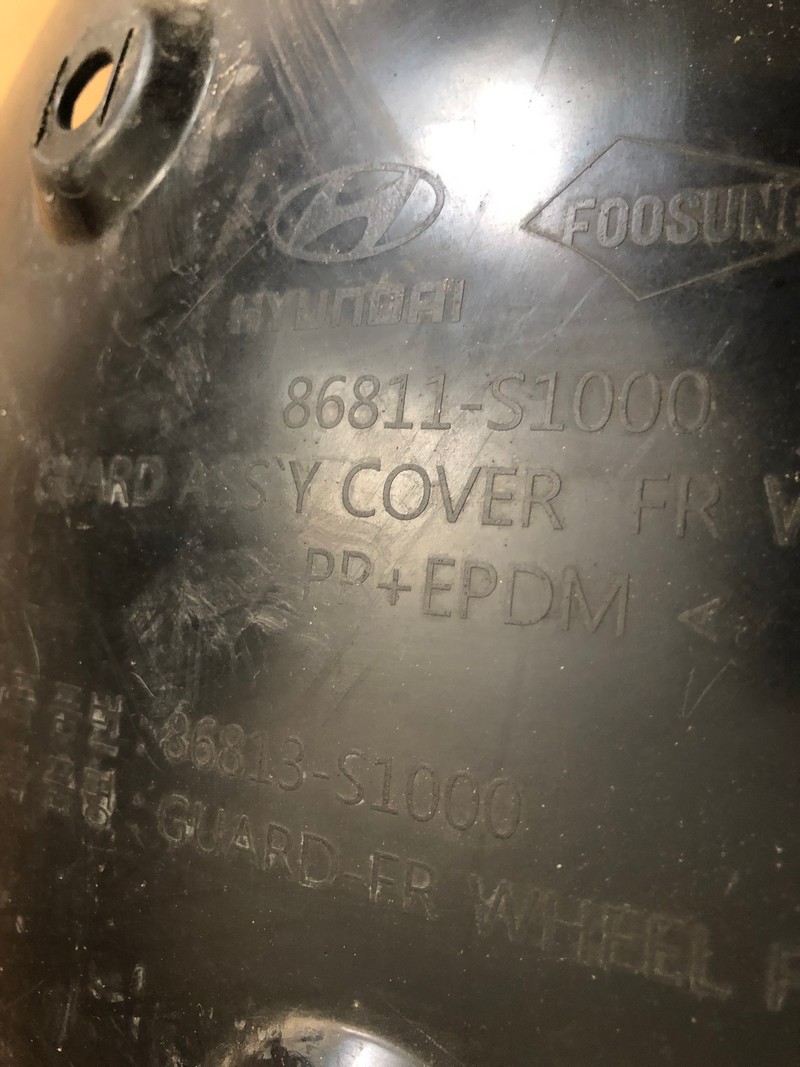 FOOSUNG
HYUNDAI
86811-S1000
GUARD ASS'Y COVER FR
PP+EPDM
86813-S1000
GUARD-FR WHEEL